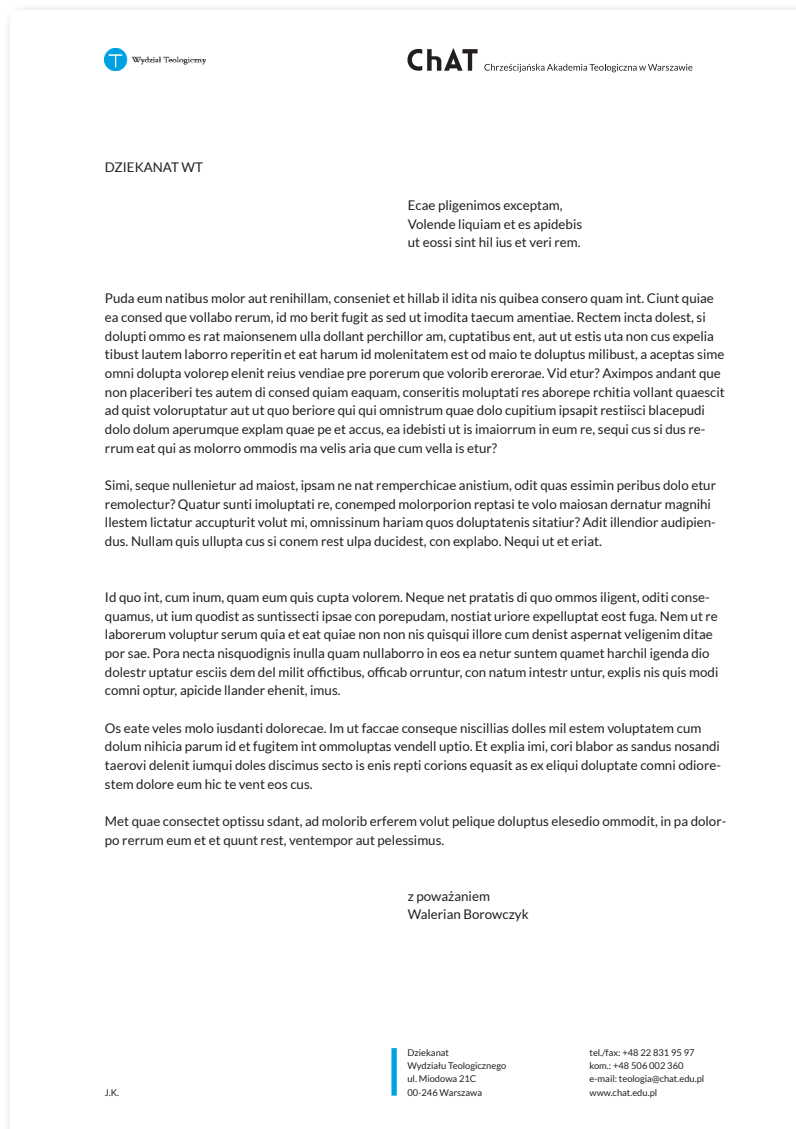 T Wydział Teologiczny
ChAT Chrześcijańska Akademia Teologiczna w Warszawie
DZIEKANAT WT
Ecae pligenimos exceptam,
Volende liquiam et es apidebis
ut eossi sint hil ius et veri rem.
Puda eum natibus molor aut renihillam, conseniet et hillab il idita nis quibea consero quam int. Ciunt quiae
ea consed que vollabo rerum, id mo berit fugit as sed ut imodita taecum amentiae. Rectem incta dolest, si
dolupti ommo es rat maionsenem ulla dollant perchillor am, cuptatibus ent, aut ut estis uta non cus expelia
tibust lautem laborro reperitin et eat harum id molenitatem est od maio te doluptus milibust, a aceptas sime
omni dolupta volorep elenit reius vendiae pre porerum que volorib ererorae. Vid etur? Aximpos andant que
non placeriberi tes autem di consed quiam eaquam, conseritis moluptati res aborepe rchitia vollant quaescit
ad quist voloruptatur aut ut quo beriore qui qui omnistrum quae dolo cupitium ipsapit restiisci blacepudi
dolo dolum aperumque explam quae pe et accus, ea idebisti ut is imaiorrum in eum re, sequi cus si dus re-
rrum eat qui as molorro ommodis ma velis aria que cum vella is etur?
Simi, seque nullenietur ad maiost, ipsam ne nat remperchicae anistium, odit quas essimin peribus dolo etur
remolectur? Quatur sunti imoluptati re, conemped molorporion reptasi te volo maiosan dernatur magnihi
llestem lictatur accupturit volut mi, omnissinum hariam quos doluptatenis sitatiur? Adit illendior audipien-
dus. Nullam quis ullupta cus si conem rest ulpa ducidest, con explabo. Nequi ut et eriat.
Id quo int, cum inum, quam eum quis cupta volorem. Neque net pratatis di quo ommos iligent, oditi conse-
quamus, ut ium quodist as suntissecti ipsae con porepudam, nostiat uriore expelluptat eost fuga. Nem ut re
laborerum voluptur serum quia et eat quiae non non nis quisqui illore cum denist aspernat veligenim ditae
por sae. Pora necta nisquodignis inulla quam nullaborro in eos ea netur suntem quamet harchil igenda dio
dolestr uptatur esciis dem del milit offictibus, officab orruntur, con natum intestr untur, explis nis quis modi
comni optur, apicide llander ehenit, imus.
Os eate veles molo iusdanti dolorecae. Im ut faccae conseque niscillias dolles mil estem voluptatem cum
dolum nihicia parum id et fugitem int ommoluptas vendell uptio. Et explia imi, cori blabor as sandus nosandi
taerovi delenit iumqui doles discimus secto is enis repti corions equasit as ex eliqui doluptate comni odiore-
stem dolore eum hic te vent eos cus.
Met quae consectet optissu sdant, ad molorib erferem volut pelique doluptus elesedio ommodit, in pa dolor-
po rerrum eum et et quunt rest, ventempor aut pelessimus.
z poważaniem
Walerian Borowczyk
J.K.
Dziekanat
Wydziału Teologicznego
ul. Miodowa 21C
00-246 Warszawa
tel./fax: +48 22 831 95 97
kom.: +48 506 002 360
e-mail: teologia@chat.edu.pl
www.chat.edu.pl